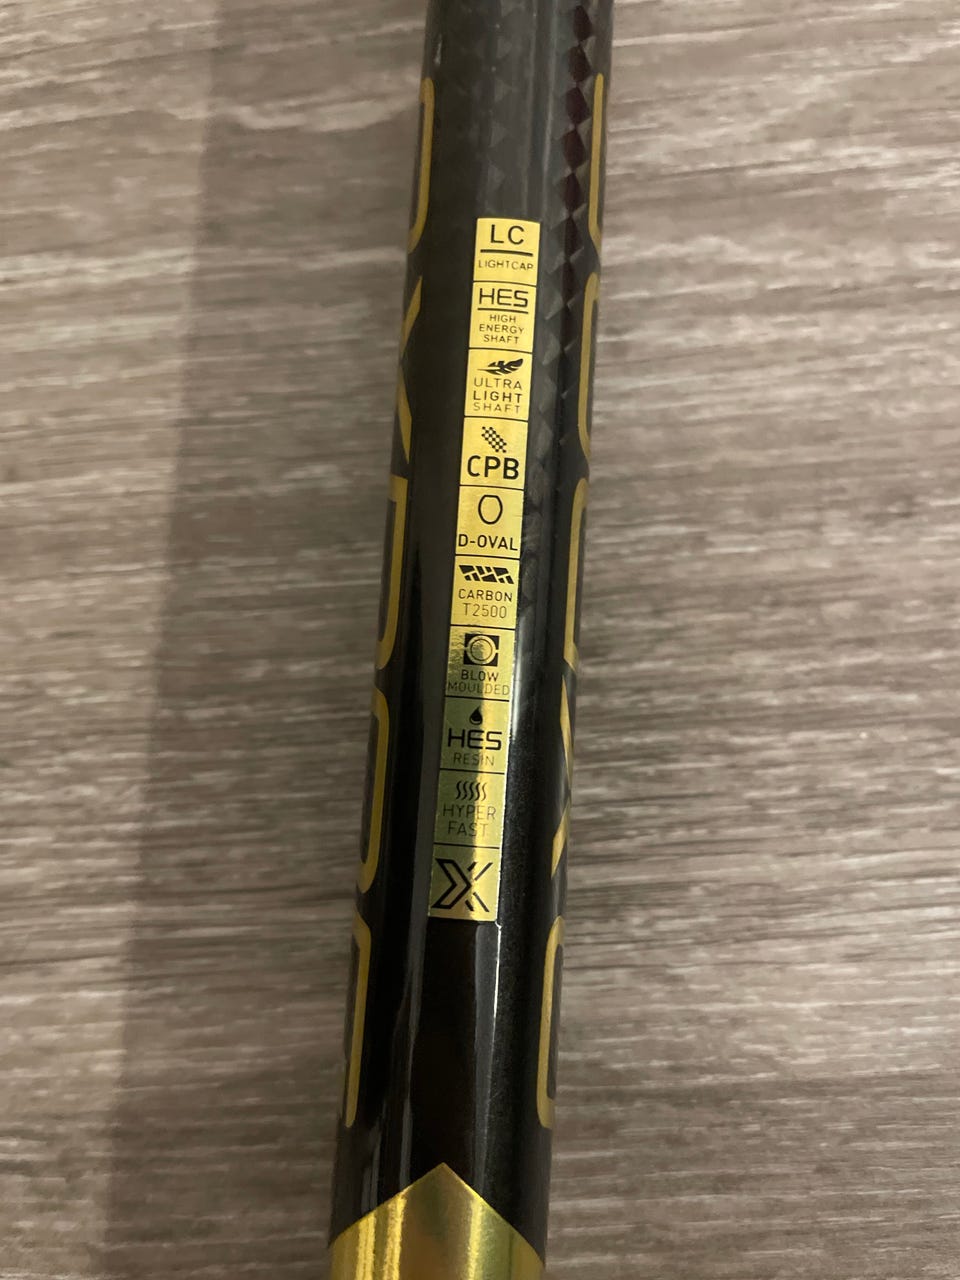 LC
LIGHTCAP
HES
HIGH
ENERGY
SHAFT
ULTRA
LIGHT
SHAFT
CPB
D-OVAL
CARBON
T2500
BLOW
MOULDED
HES
RESIN
HYPER
FAST
X